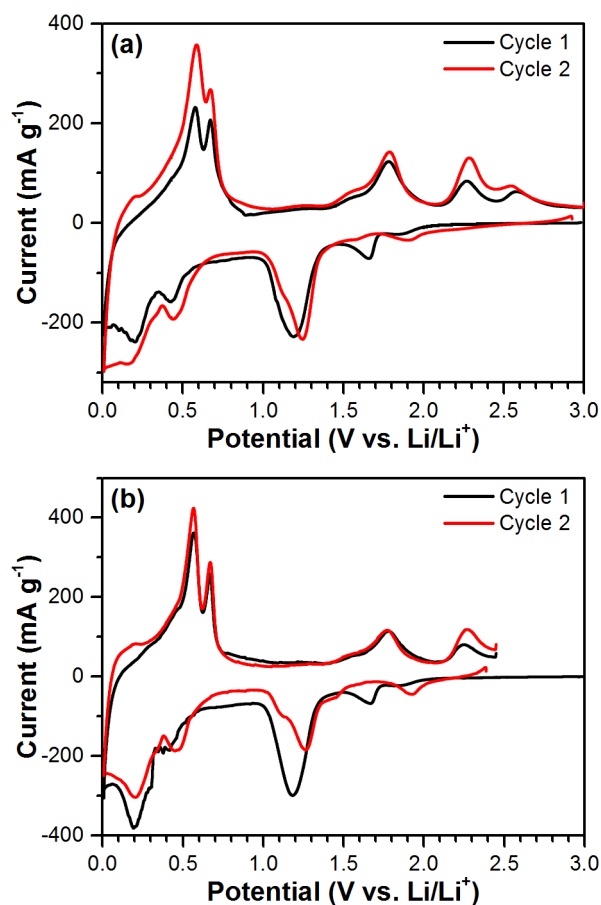 (a)
Cycle 1
Cycle 2
400
200
0
-200
Current (mA g⁻¹)
0.0 0.5 1.0 1.5 2.0 2.5 3.0
Potential (V vs. Li/Li⁺)
(b)
Cycle 1
Cycle 2
400
200
0
-200
-400
Current (mA g⁻¹)
0.0 0.5 1.0 1.5 2.0 2.5 3.0
Potential (V vs. Li/Li⁺)